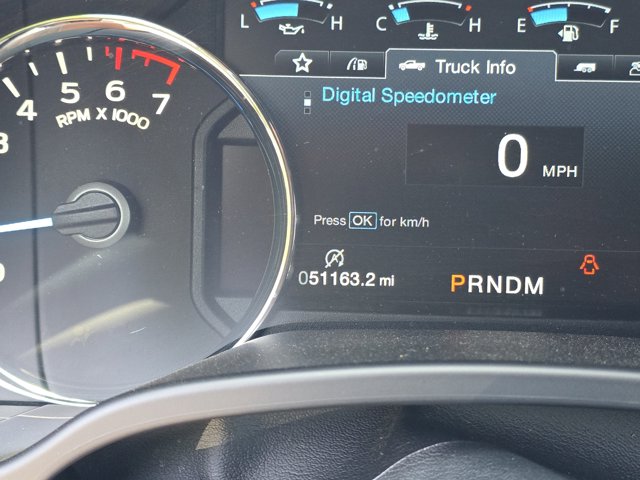 L H C H E F
Truck Info
Digital Speedometer
4 5 6 7
RPM X 1000
0 MPH
Press OK for km/h
051163.2 mi
PRNDM